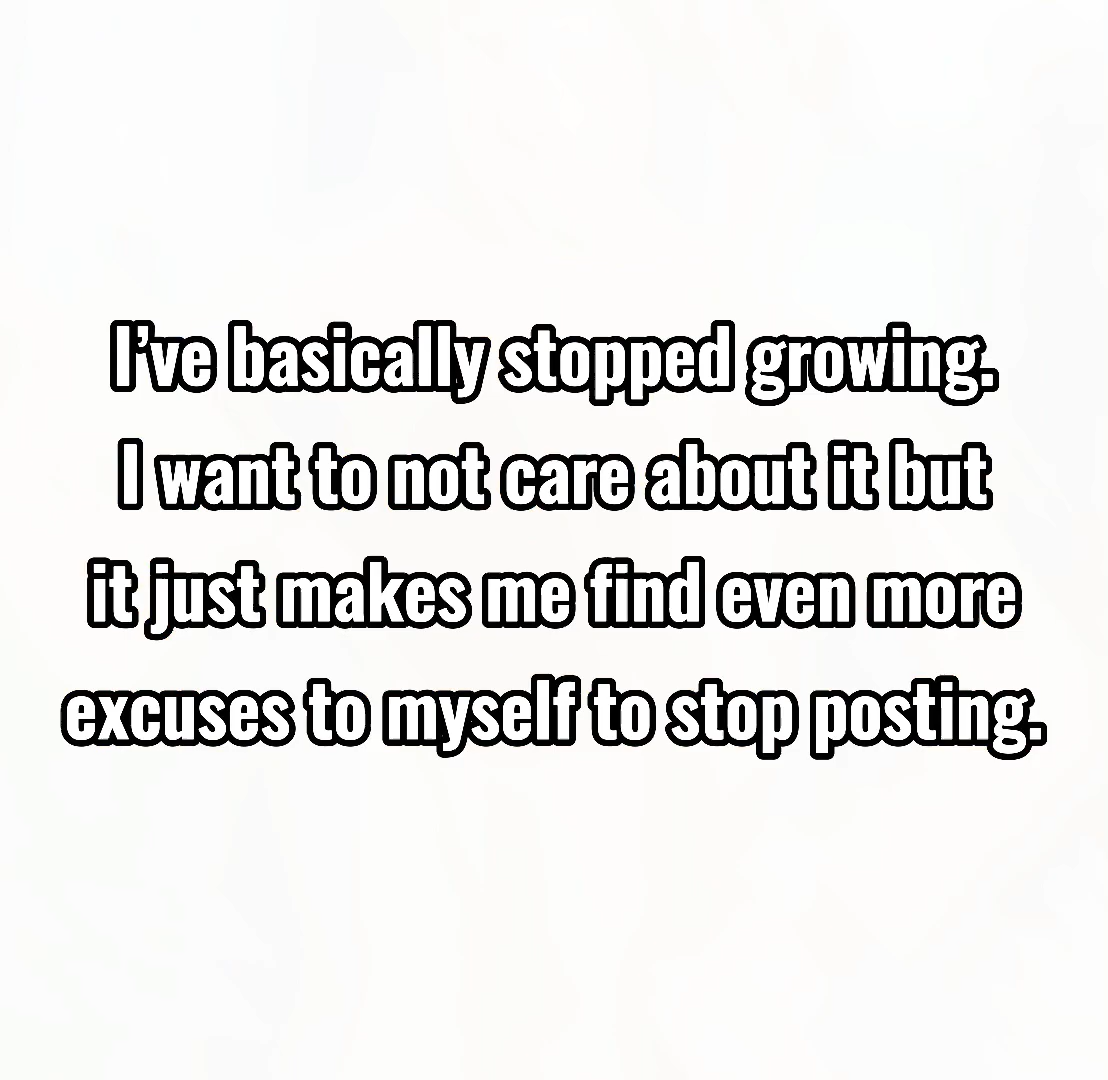 I’ve basically stopped growing.
I want to not care about it but
it just makes me find even more
excuses to myself to stop posting.